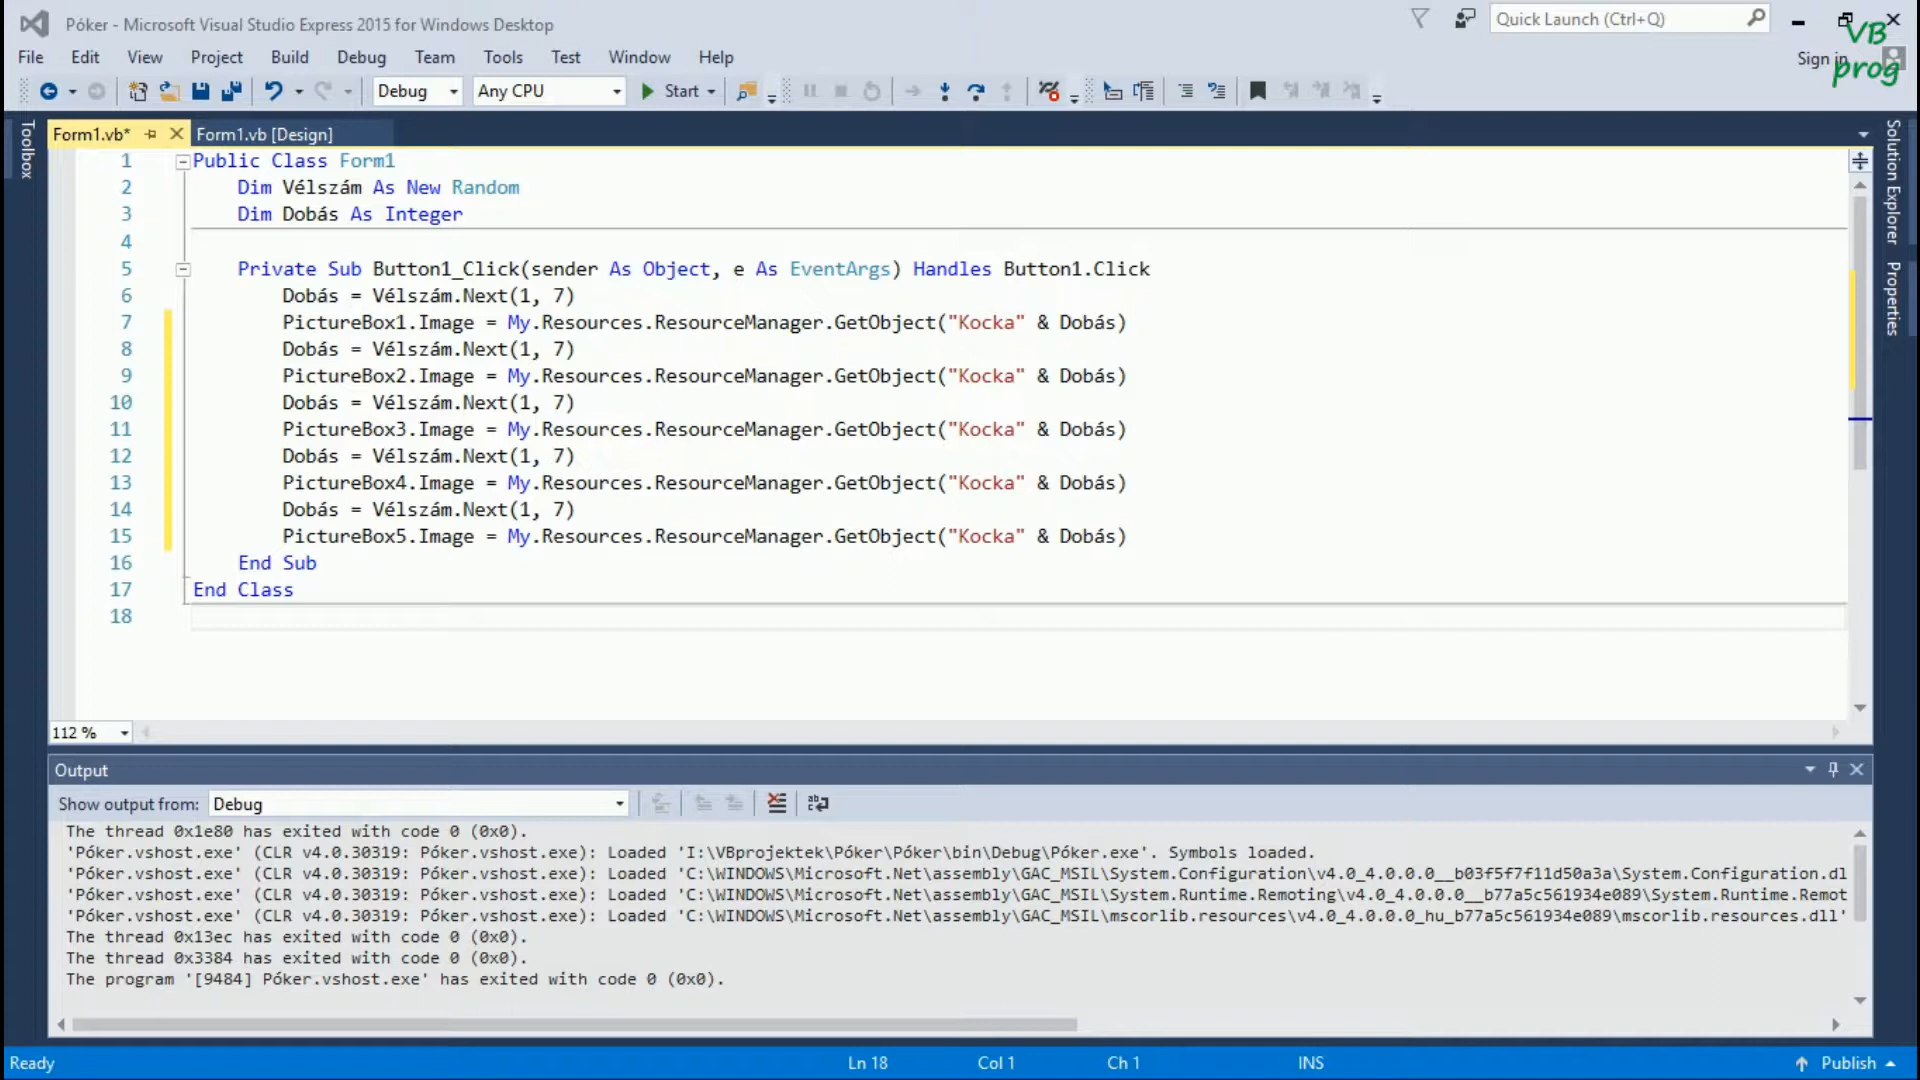 Póker - Microsoft Visual Studio Express 2015 for Windows Desktop
Quick Launch (Ctrl+Q)
VB
prog
File Edit View Project Build Debug Team Tools Test Window Help
Sign in
Debug Any CPU Start
Toolbox
Form1.vb* Form1.vb [Design]
Solution Explorer
Properties
1 Public Class Form1
2 Dim Vélszám As New Random
3 Dim Dobás As Integer
4
5 Private Sub Button1_Click(sender As Object, e As EventArgs) Handles Button1.Click
6 Dobás = Vélszám.Next(1, 7)
7 PictureBox1.Image = My.Resources.ResourceManager.GetObject("Kocka" & Dobás)
8 Dobás = Vélszám.Next(1, 7)
9 PictureBox2.Image = My.Resources.ResourceManager.GetObject("Kocka" & Dobás)
10 Dobás = Vélszám.Next(1, 7)
11 PictureBox3.Image = My.Resources.ResourceManager.GetObject("Kocka" & Dobás)
12 Dobás = Vélszám.Next(1, 7)
13 PictureBox4.Image = My.Resources.ResourceManager.GetObject("Kocka" & Dobás)
14 Dobás = Vélszám.Next(1, 7)
15 PictureBox5.Image = My.Resources.ResourceManager.GetObject("Kocka" & Dobás)
16 End Sub
17 End Class
18
112 %
Output
Show output from: Debug
The thread 0x1e80 has exited with code 0 (0x0).
'Póker.vshost.exe' (CLR v4.0.30319: Póker.vshost.exe): Loaded 'I:\VBprojektek\Póker\Póker\bin\Debug\Póker.exe'. Symbols loaded.
'Póker.vshost.exe' (CLR v4.0.30319: Póker.vshost.exe): Loaded 'C:\WINDOWS\Microsoft.Net\assembly\GAC_MSIL\System.Configuration\v4.0_4.0.0.0__b03f5f7f11d50a3a\System.Configuration.dl
'Póker.vshost.exe' (CLR v4.0.30319: Póker.vshost.exe): Loaded 'C:\WINDOWS\Microsoft.Net\assembly\GAC_MSIL\System.Runtime.Remoting\v4.0_4.0.0.0__b77a5c561934e089\System.Runtime.Remot
'Póker.vshost.exe' (CLR v4.0.30319: Póker.vshost.exe): Loaded 'C:\WINDOWS\Microsoft.Net\assembly\GAC_MSIL\mscorlib.resources\v4.0_4.0.0.0_hu_b77a5c561934e089\mscorlib.resources.dll'
The thread 0x13ec has exited with code 0 (0x0).
The thread 0x3384 has exited with code 0 (0x0).
The program '[9484] Póker.vshost.exe' has exited with code 0 (0x0).
Ready Ln 18 Col 1 Ch 1 INS Publish